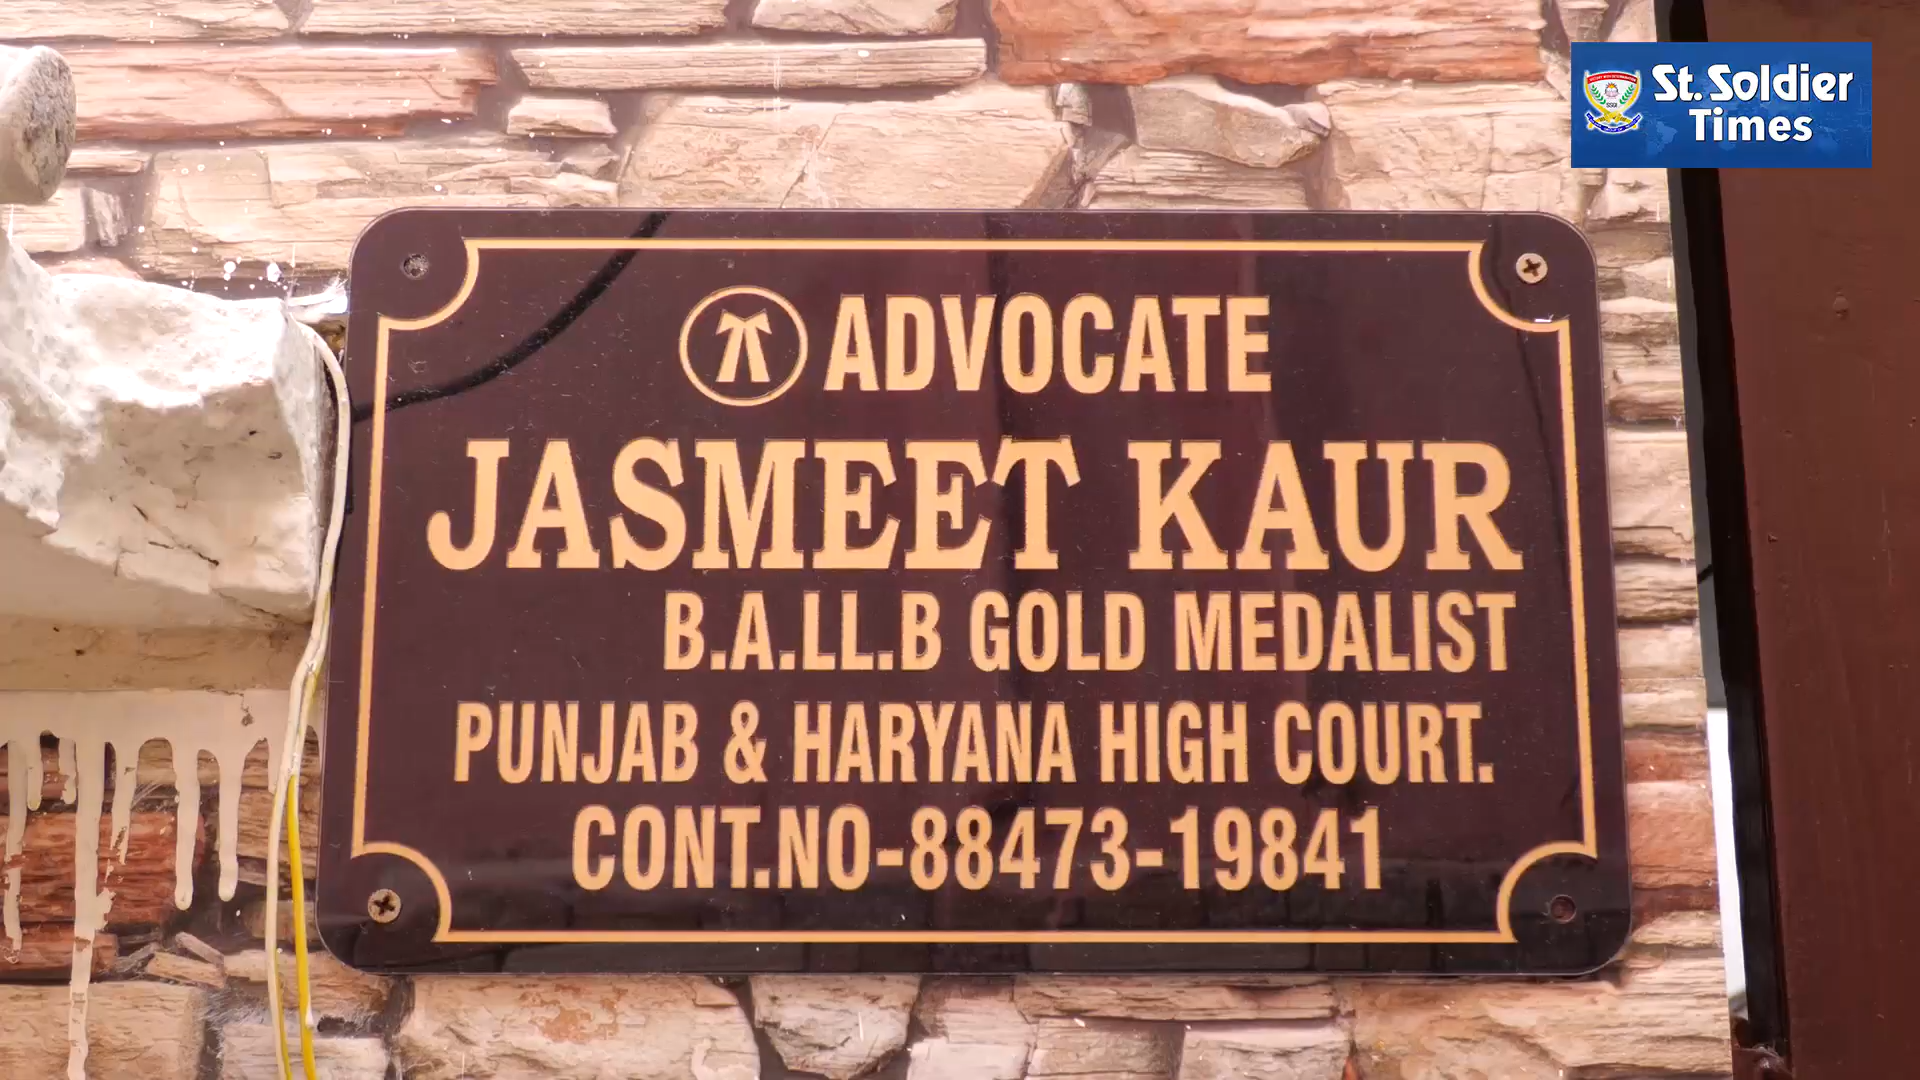 St. Soldier
Times
ADVOCATE
JASMEET KAUR
B.A.LL.B GOLD MEDALIST
PUNJAB & HARYANA HIGH COURT.
CONT.NO-88473-19841